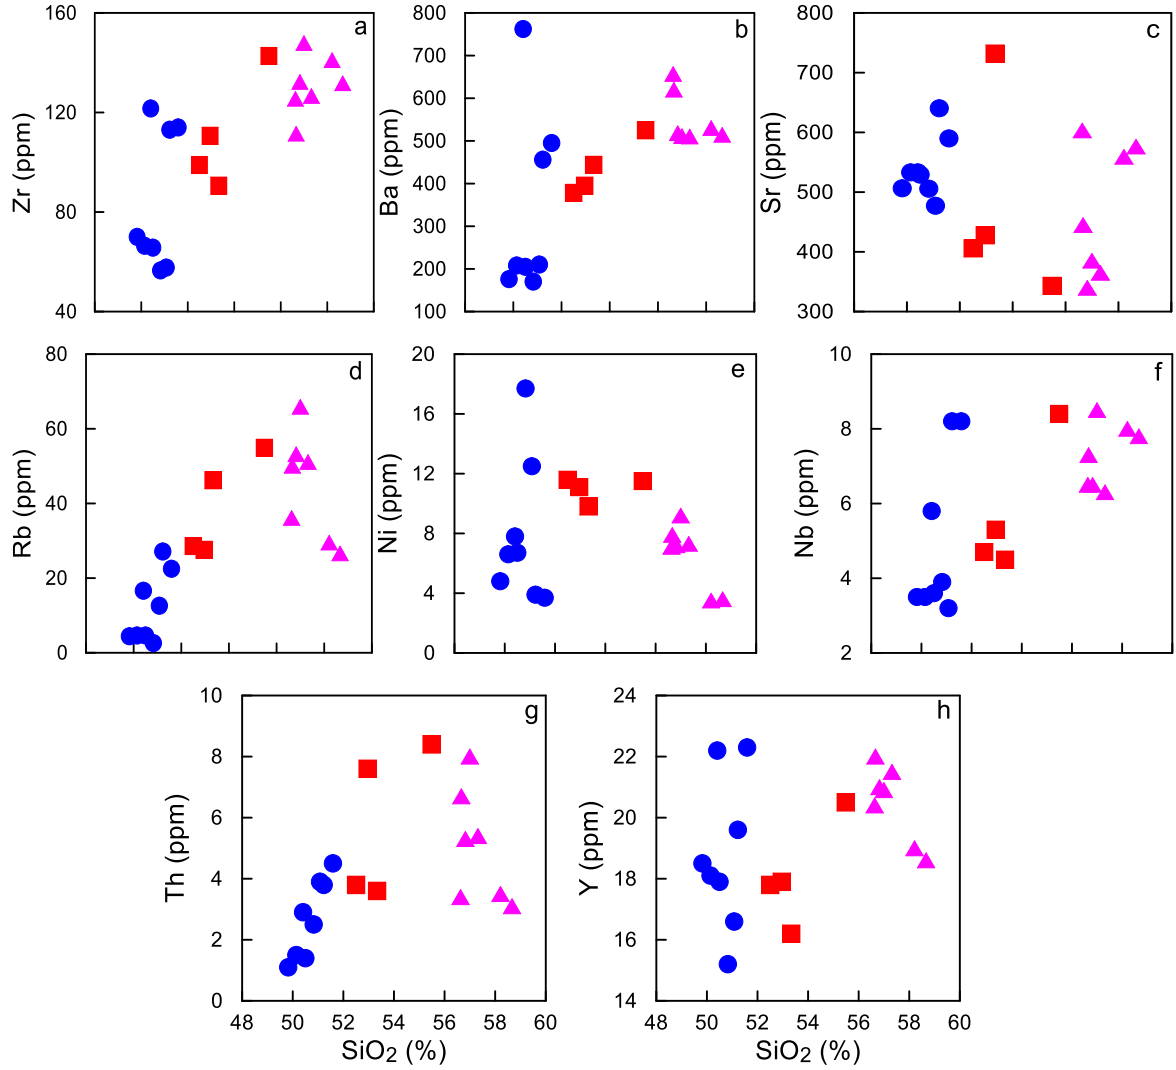 a
160
120
80
40
Zr (ppm)
b
800
700
600
500
400
300
200
100
Ba (ppm)
c
800
700
600
500
400
300
Sr (ppm)
d
80
60
40
20
0
Rb (ppm)
e
20
16
12
8
4
0
Ni (ppm)
f
10
8
6
4
2
Nb (ppm)
g
10
8
6
4
2
0
Th (ppm)
48 50 52 54 56 58 60
SiO2 (%)
h
24
22
20
18
16
14
Y (ppm)
48 50 52 54 56 58 60
SiO2 (%)